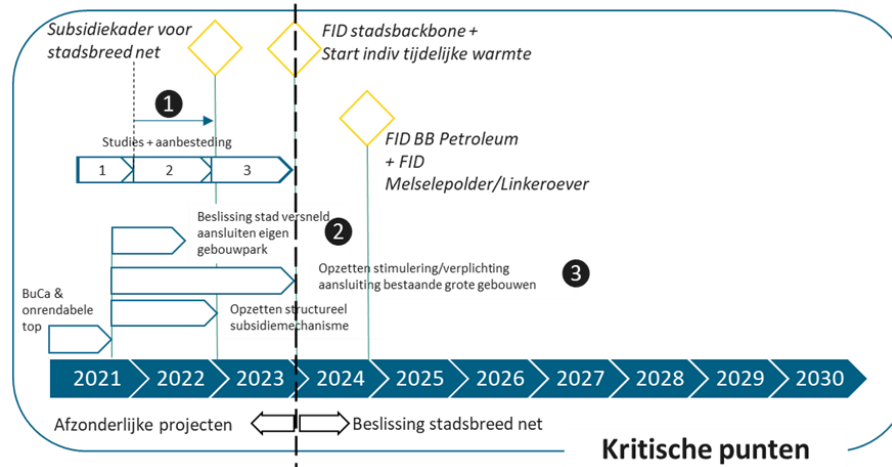 Subsidiekader voor
stadsbreed net
FID stadsbackbone +
Start indiv tijdelijke warmte
1
Studies + aanbesteding
1 2 3
FID BB Petroleum
+ FID
Melselepolder/Linkeroever
Beslissing stad versneld
aansluiten eigen
gebouwpark
2
Opzetten stimulering/verplichting
aansluiting bestaande grote gebouwen
3
BuCa &
onrendabele
top
Opzetten structureel
subsidiemechanisme
2021 2022 2023 2024 2025 2026 2027 2028 2029 2030
Afzonderlijke projecten
Beslissing stadsbreed net
Kritische punten